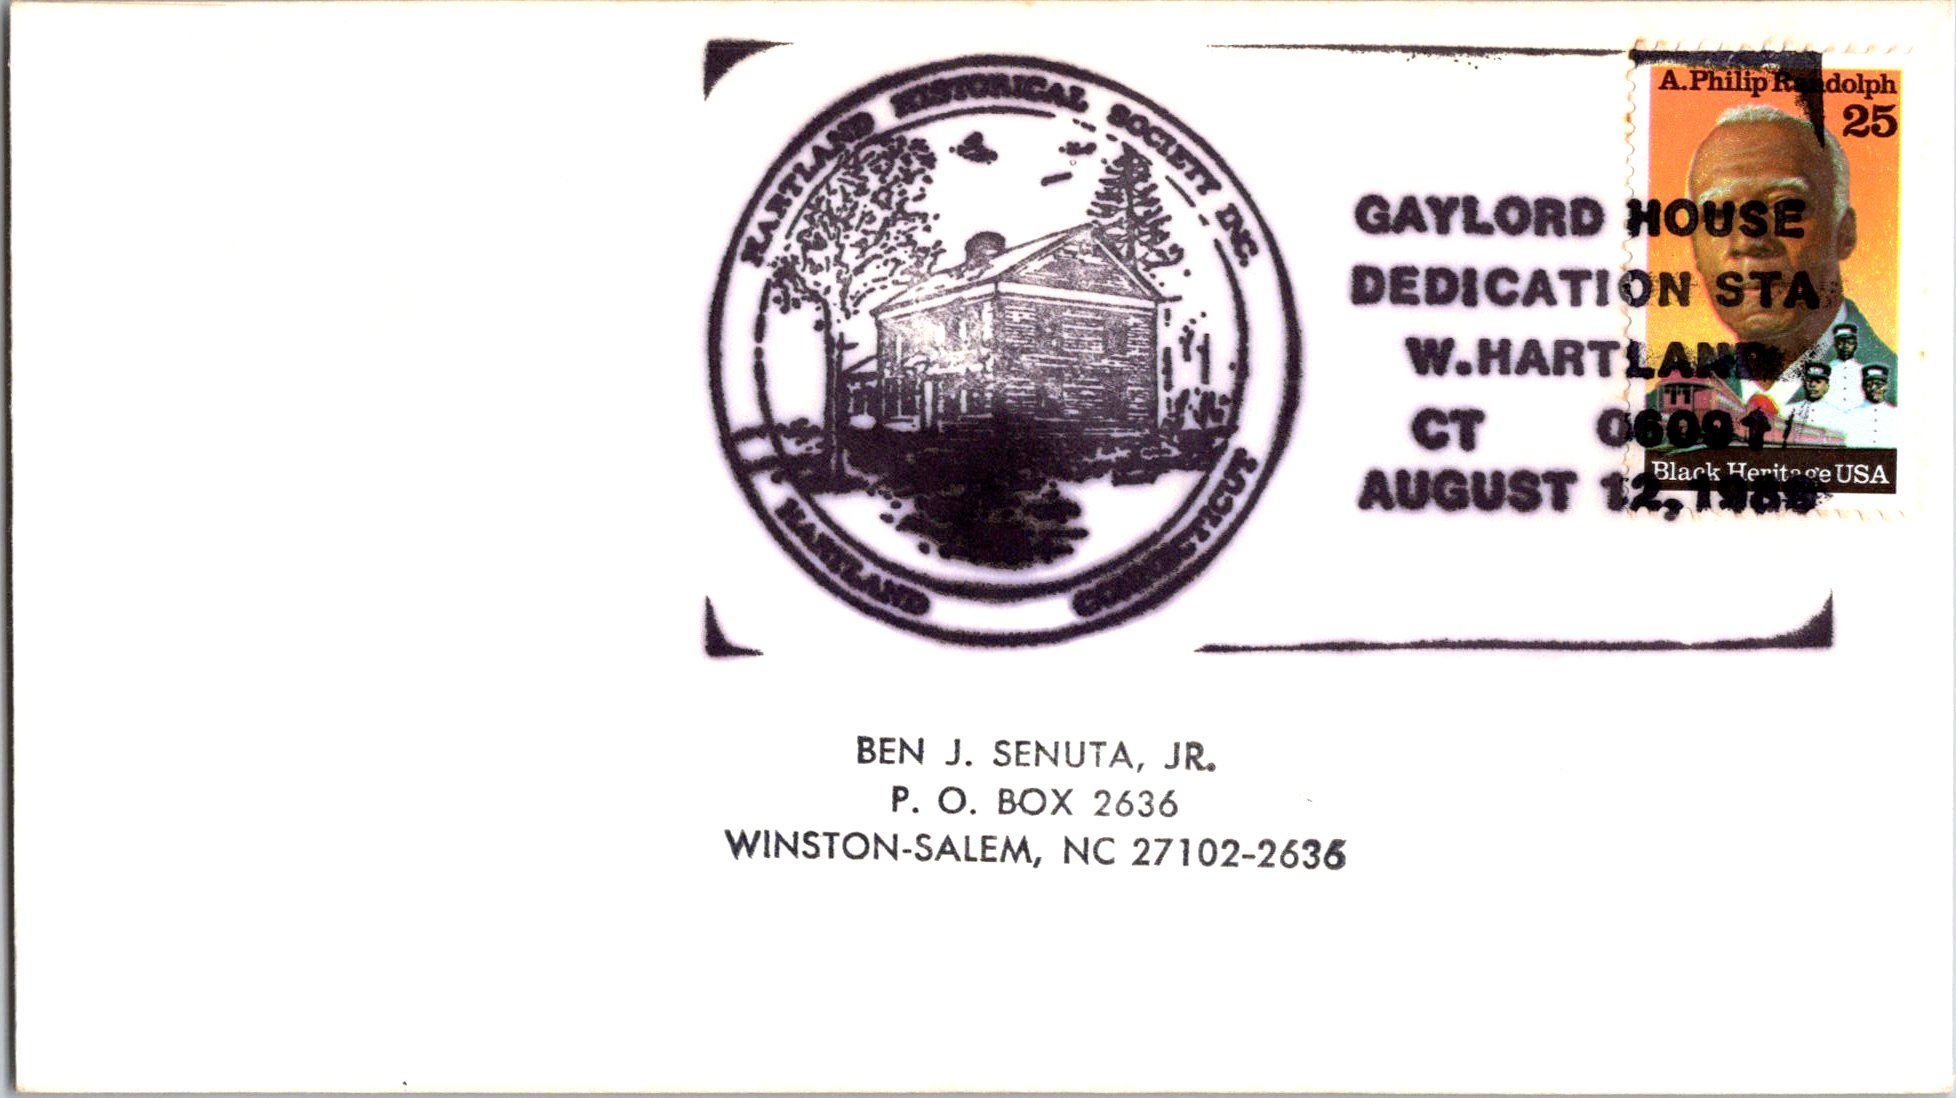 HARTLAND HISTORICAL SOCIETY INC.
HARTLAND CONNECTICUT
GAYLORD HOUSE
DEDICATION STA
W.HARTLAND
CT 06091
AUGUST 12,
A.Philip Randolph
25
Black Heritage USA
BEN J. SENUTA, JR.
P. O. BOX 2636
WINSTON-SALEM, NC 27102-2636